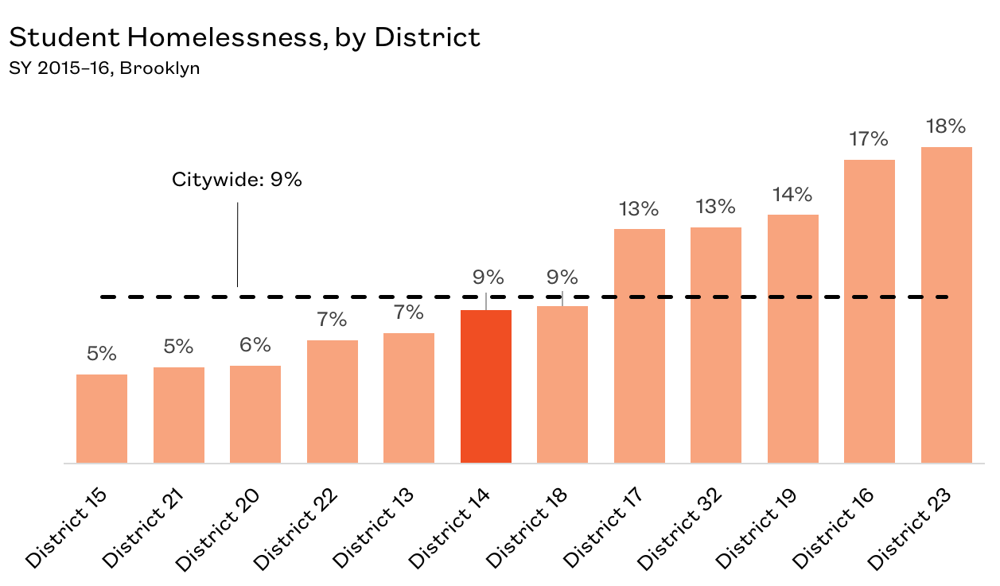 Student Homelessness, by District
SY 2015–16, Brooklyn
Citywide: 9%
5%
5%
6%
7%
7%
9%
9%
13%
13%
14%
17%
18%
District 15
District 21
District 20
District 22
District 13
District 14
District 18
District 17
District 32
District 19
District 16
District 23